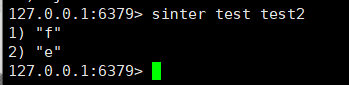 127.0.0.1:6379> sinter test test2
1) "f"
2) "e"
127.0.0.1:6379>